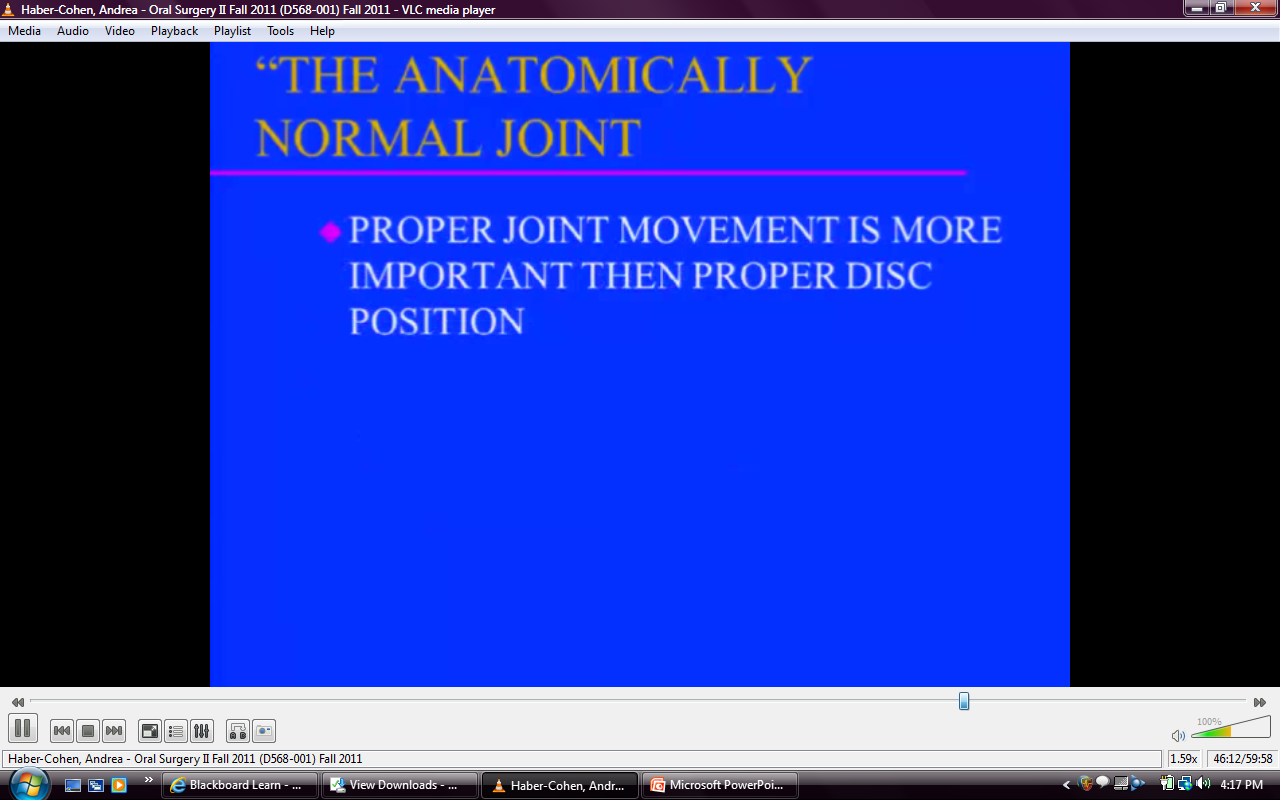 Haber-Cohen, Andrea - Oral Surgery II Fall 2011 (D568-001) Fall 2011 - VLC media player
Media Audio Video Playback Playlist Tools Help
“THE ANATOMICALLY
NORMAL JOINT
PROPER JOINT MOVEMENT IS MORE
IMPORTANT THEN PROPER DISC
POSITION
100%
Haber-Cohen, Andrea - Oral Surgery II Fall 2011 (D568-001) Fall 2011 1.59x 46:12/59:58
Blackboard Learn - ... View Downloads - ... Haber-Cohen, Andr... Microsoft PowerPoi... 4:17 PM